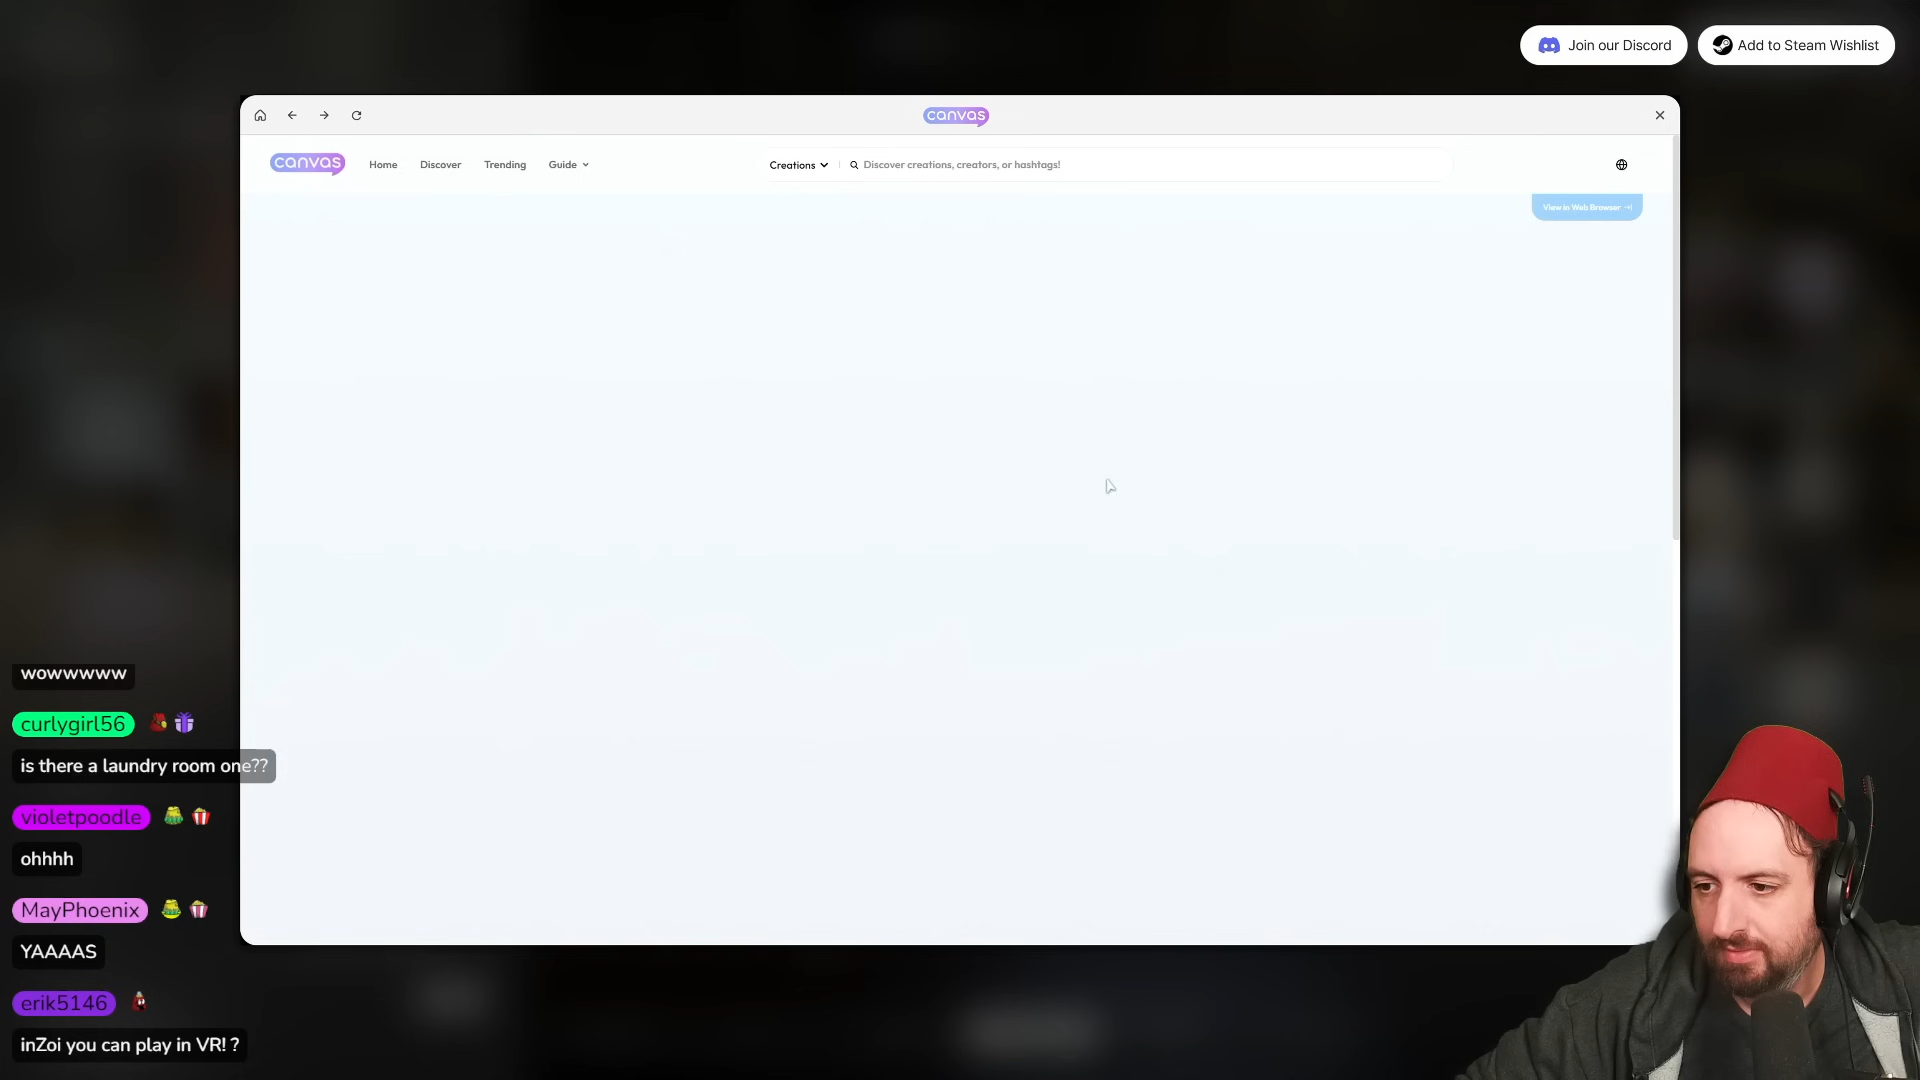 Join our Discord
Add to Steam Wishlist
canvas
canvas
Home
Discover
Trending
Guide
Creations
Discover creations, creators, or hashtags!
View in Web Browser
wowwwww
curlygirl56
is there a laundry room one??
violetpoodle
ohhhh
MayPhoenix
YAAAAS
erik5146
inZoi you can play in VR! ?